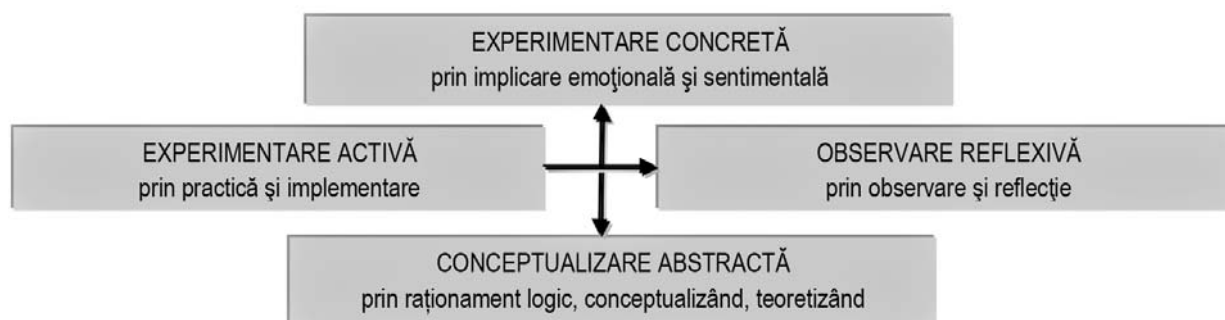 EXPERIMENTARE CONCRETĂ
prin implicare emoţională şi sentimentală
EXPERIMENTARE ACTIVĂ
prin practică şi implementare
OBSERVARE REFLEXIVĂ
prin observare şi reflecţie
CONCEPTUALIZARE ABSTRACTĂ
prin raționament logic, conceptualizând, teoretizând